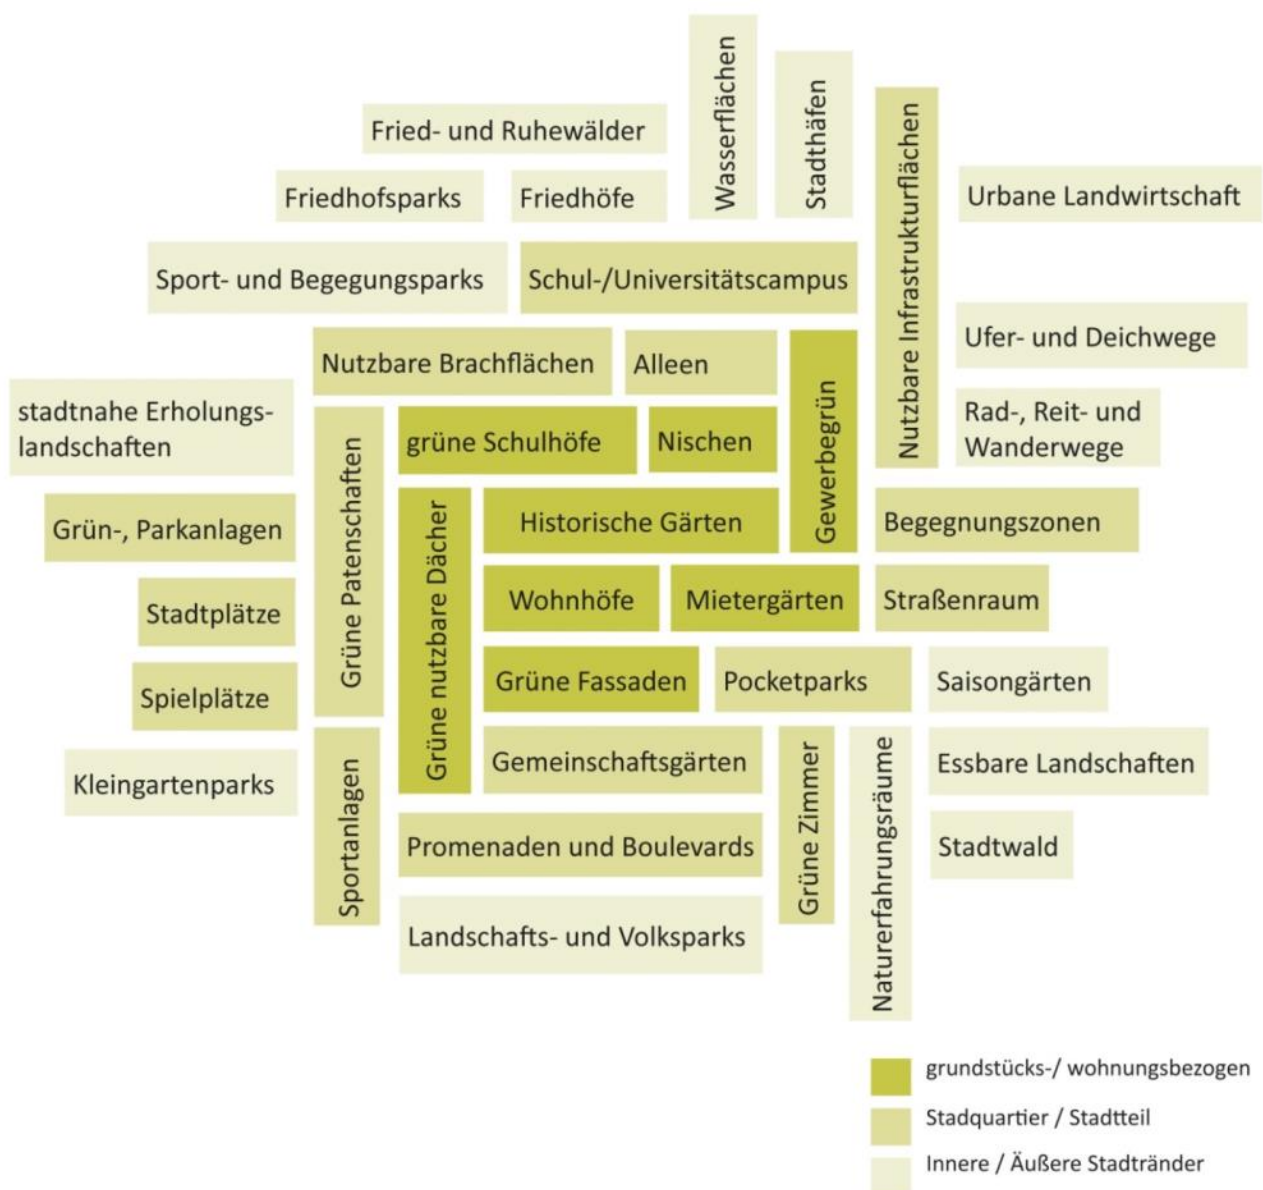 Wasserflächen
Stadthäfen
Nutzbare Infrastrukturflächen
Fried- und Ruhewälder
Friedhofsparks
Friedhöfe
Urbane Landwirtschaft
Sport- und Begegungsparks
Schul-/Universitätscampus
Ufer- und Deichwege
Nutzbare Brachflächen
Alleen
Gewerbegrün
stadtnahe Erholungs-
landschaften
Grüne Patenschaften
grüne Schulhöfe
Nischen
Rad-, Reit- und
Wanderwege
Grün-, Parkanlagen
Grüne nutzbare Dächer
Historische Gärten
Begegnungszonen
Stadtplätze
Wohnhöfe
Mietergärten
Straßenraum
Spielplätze
Grüne Fassaden
Pocketparks
Saisongärten
Kleingartenparks
Sportanlagen
Gemeinschaftsgärten
Grüne Zimmer
Naturerfahrungsräume
Essbare Landschaften
Promenaden und Boulevards
Stadtwald
Landschafts- und Volksparks
grundstücks-/ wohnungsbezogen
Stadquartier / Stadtteil
Innere / Äußere Stadtränder